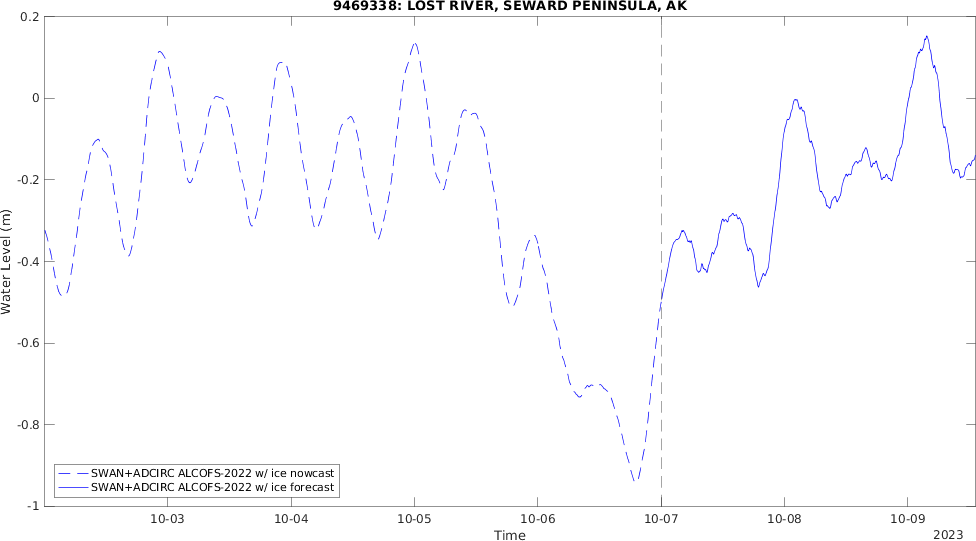 9469338: LOST RIVER, SEWARD PENINSULA, AK
0.2
0
-0.2
-0.4
-0.6
-0.8
-1
Water Level (m)
SWAN+ADCIRC ALCOFS-2022 w/ ice nowcast
SWAN+ADCIRC ALCOFS-2022 w/ ice forecast
10-03 10-04 10-05 10-06 10-07 10-08 10-09
Time
2023